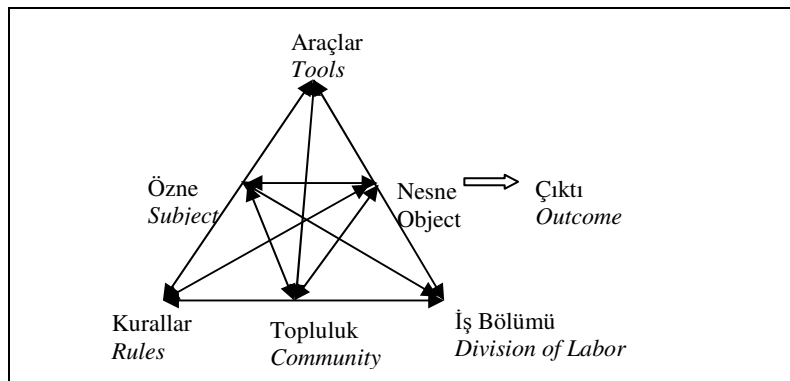 Araçlar
Tools
Özne
Subject
Nesne
Object
Çıktı
Outcome
Kurallar
Rules
Topluluk
Community
İş Bölümü
Division of Labor